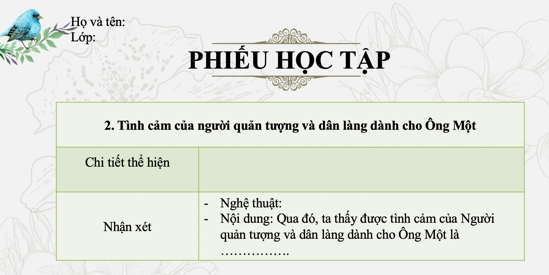 Họ và tên:
Lớp:
PHIẾU HỌC TẬP
2. Tình cảm của người quản tượng và dân làng dành cho Ông Một
Chi tiết thể hiện
Nhận xét
- Nghệ thuật:
- Nội dung: Qua đó, ta thấy được tình cảm của Người
quản tượng và dân làng dành cho Ông Một là
…………….